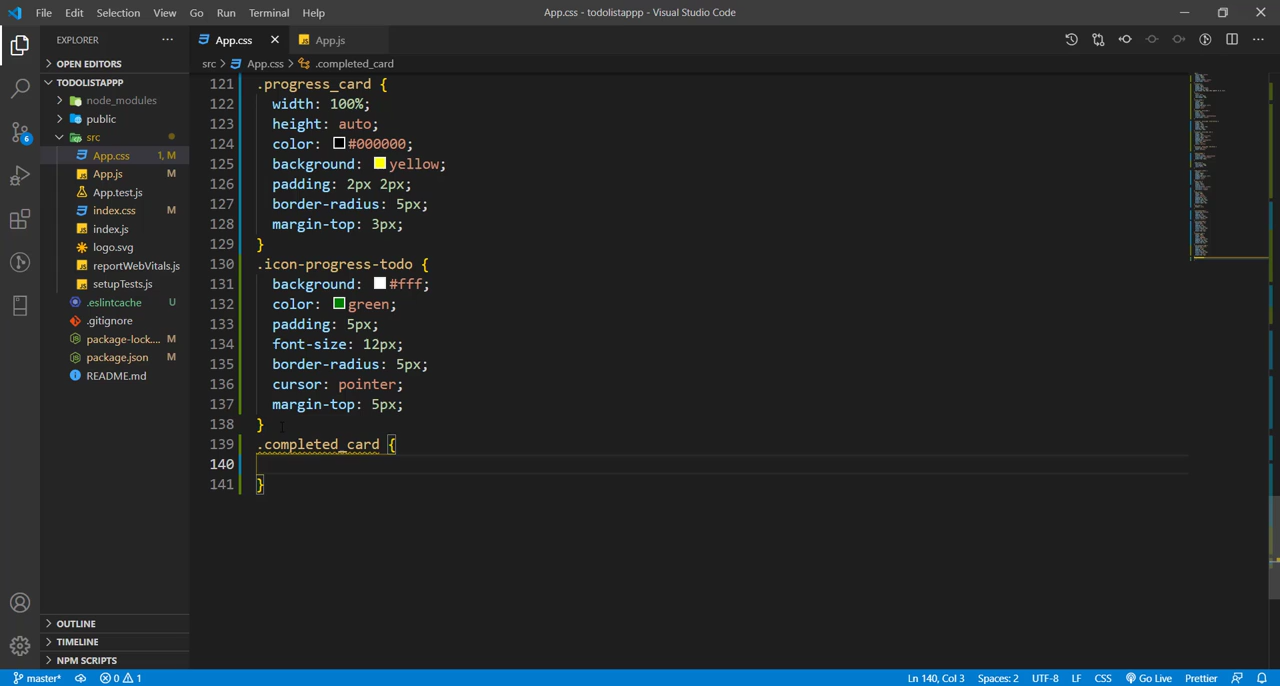 File Edit Selection View Go Run Terminal Help
App.css - todolistappp - Visual Studio Code
EXPLORER
OPEN EDITORS
TODOLISTAPPP
node_modules
public
src
App.css 1, M
App.js M
App.test.js
index.css M
index.js
logo.svg
reportWebVitals.js
setupTests.js
.eslintcache U
.gitignore
package-lock.... M
package.json M
README.md
OUTLINE
TIMELINE
NPM SCRIPTS
6
App.css App.js
src > App.css > .completed_card
121 .progress_card {
122 width: 100%;
123 height: auto;
124 color: #000000;
125 background: yellow;
126 padding: 2px 2px;
127 border-radius: 5px;
128 margin-top: 3px;
129 }
130 .icon-progress-todo {
131 background: #fff;
132 color: green;
133 padding: 5px;
134 font-size: 12px;
135 border-radius: 5px;
136 cursor: pointer;
137 margin-top: 5px;
138 }
139 .completed_card {
140
141 }
master* 0 1 Ln 140, Col 3 Spaces: 2 UTF-8 LF CSS Go Live Prettier